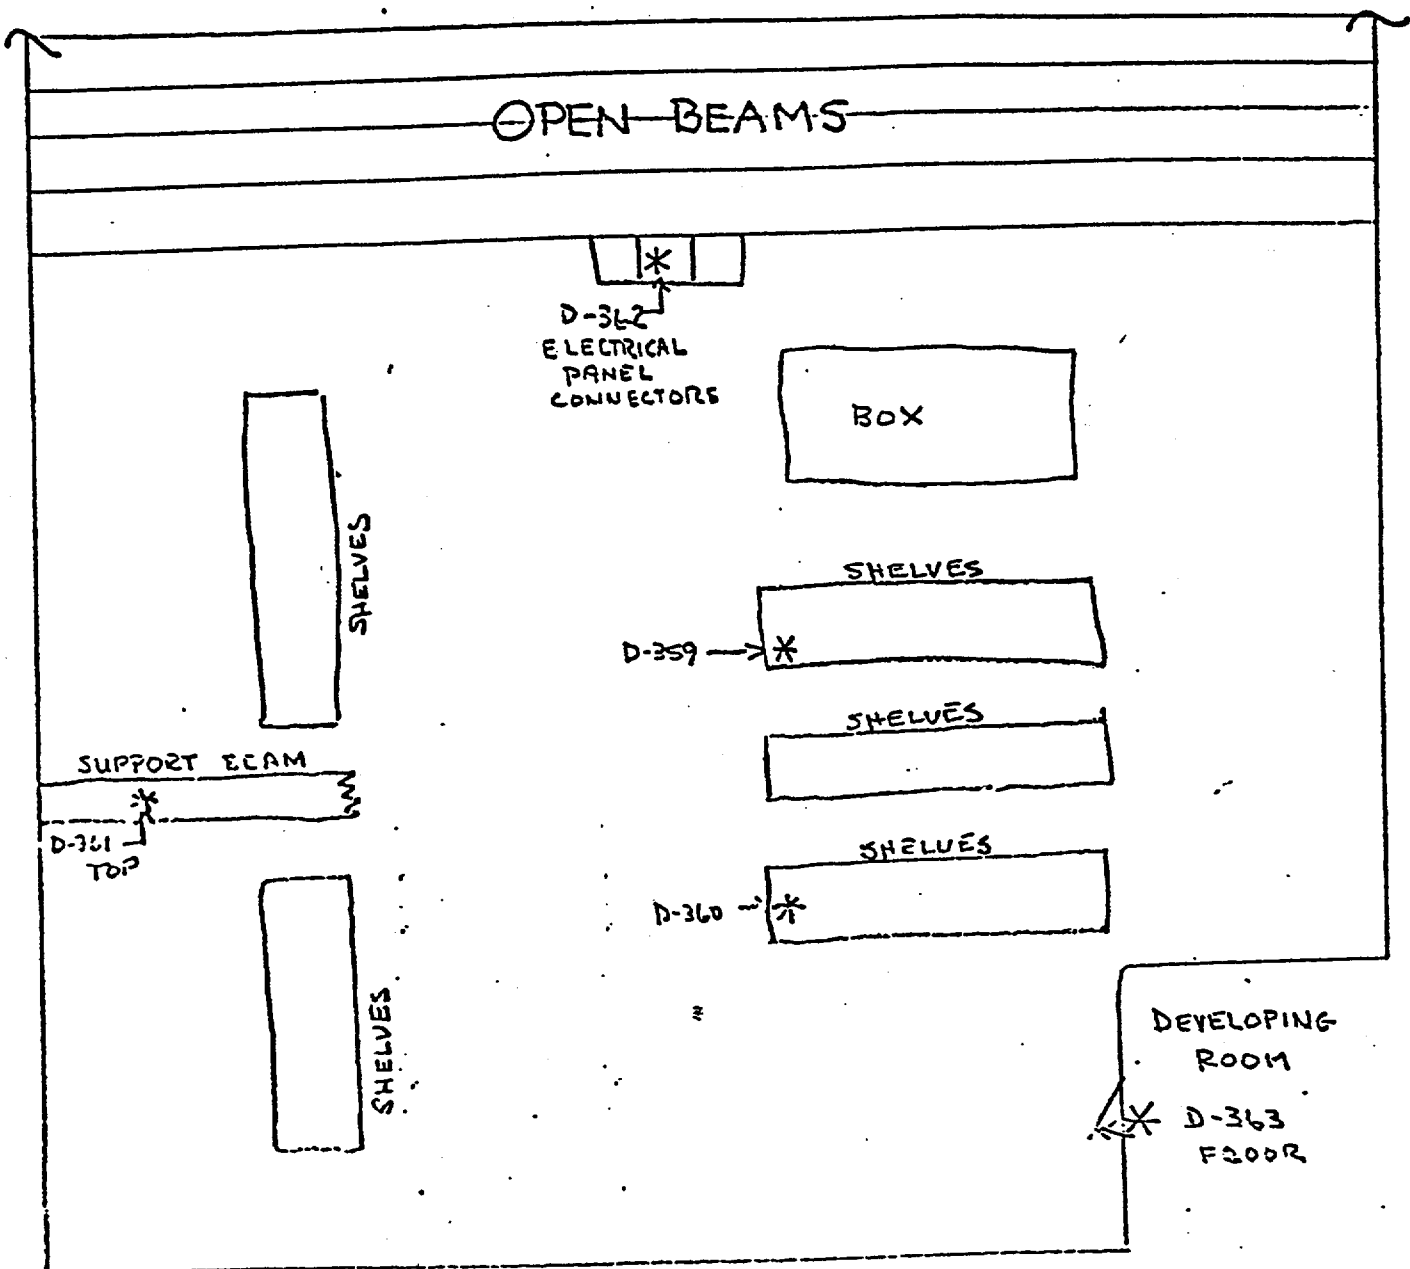 OPEN BEAMS
D-362
ELECTRICAL
PANEL
CONNECTORS
BOX
SHELVES
SHELVES
D-359
SHELVES
SUPPORT BEAM
D-361
TOP
SHELVES
D-360
SHELVES
DEVELOPING
ROOM
D-363
FLOOR